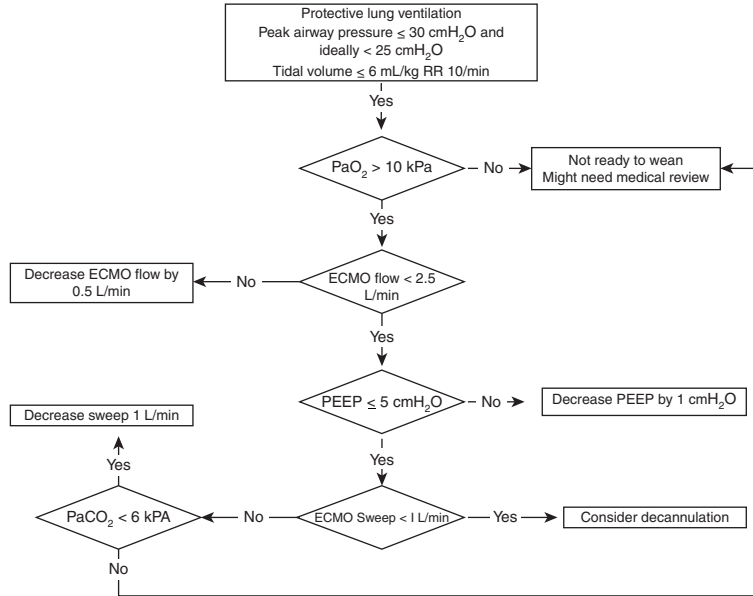 Protective lung ventilation
Peak airway pressure ≤ 30 cmH₂O and
ideally < 25 cmH₂O
Tidal volume ≤ 6 mL/kg RR 10/min
Yes
PaO₂ > 10 kPa
No
Not ready to wean
Might need medical review
Yes
Decrease ECMO flow by
0.5 L/min
No
ECMO flow < 2.5
L/min
Yes
PEEP ≤ 5 cmH₂O
No
Decrease PEEP by 1 cmH₂O
Decrease sweep 1 L/min
Yes
Yes
PaCO₂ < 6 kPA
No
ECMO Sweep < I L/min
Yes
Consider decannulation
No